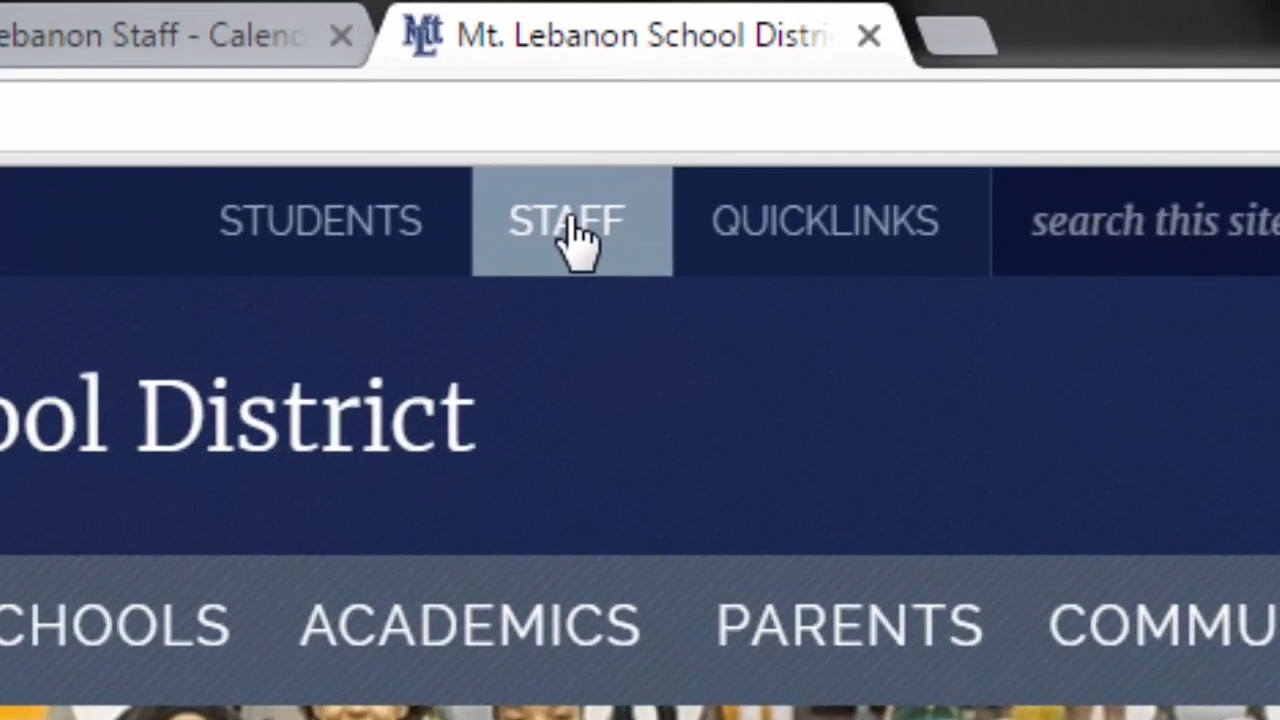 ebanon Staff - Calend
MtL Mt. Lebanon School Distri
STUDENTS STAFF QUICKLINKS search this site
ool District
CHOOLS ACADEMICS PARENTS COMMU